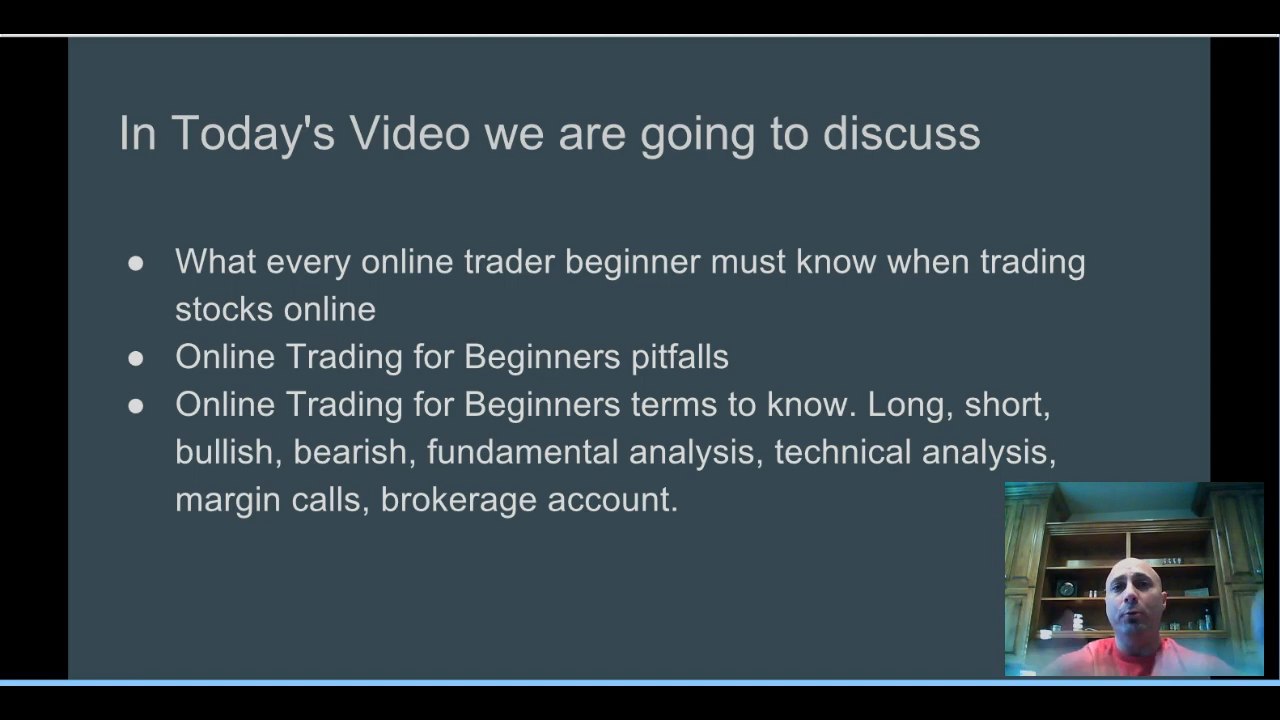 In Today's Video we are going to discuss
● What every online trader beginner must know when trading
stocks online
● Online Trading for Beginners pitfalls
● Online Trading for Beginners terms to know. Long, short,
bullish, bearish, fundamental analysis, technical analysis,
margin calls, brokerage account.